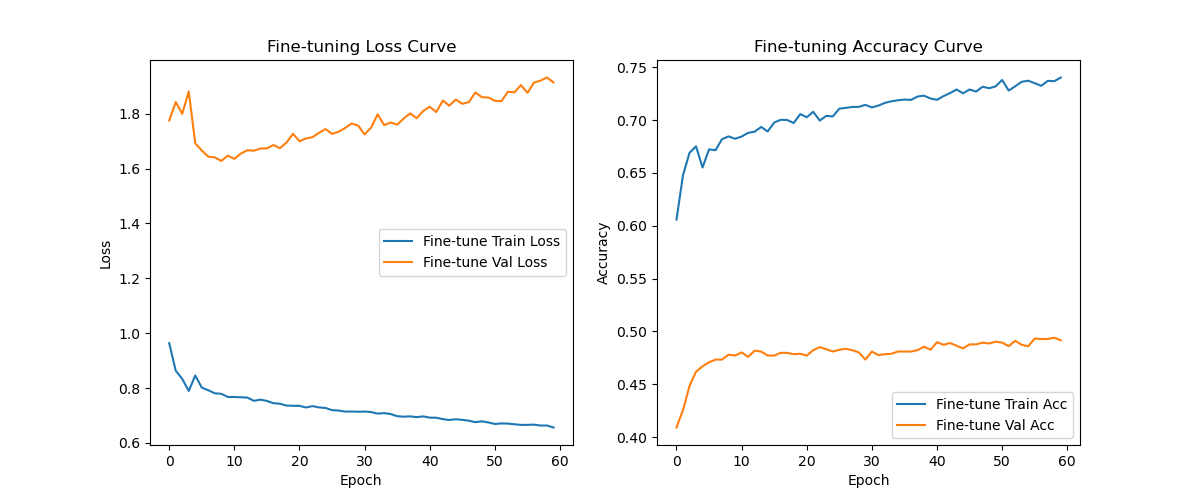 Fine-tuning Loss Curve
1.8
1.6
1.4
1.2
1.0
0.8
0.6
Loss
Fine-tune Train Loss
Fine-tune Val Loss
0 10 20 30 40 50 60
Epoch
Fine-tuning Accuracy Curve
0.75
0.70
0.65
0.60
0.55
0.50
0.45
0.40
Accuracy
Fine-tune Train Acc
Fine-tune Val Acc
0 10 20 30 40 50 60
Epoch